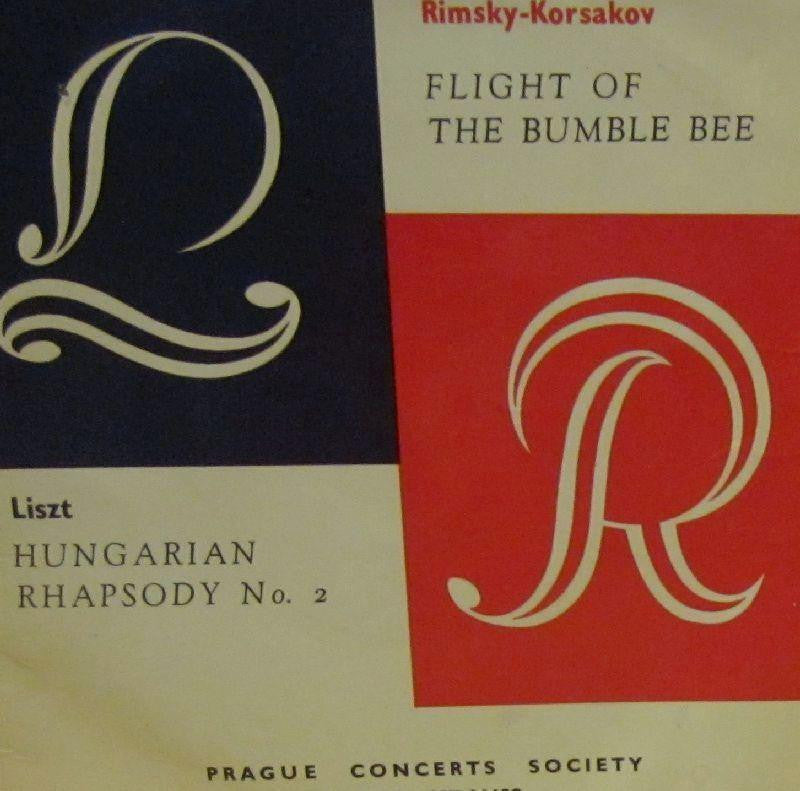 Rimsky-Korsakov
FLIGHT OF
THE BUMBLE BEE
L
R
Liszt
HUNGARIAN
RHAPSODY No. 2
PRAGUE CONCERTS SOCIETY